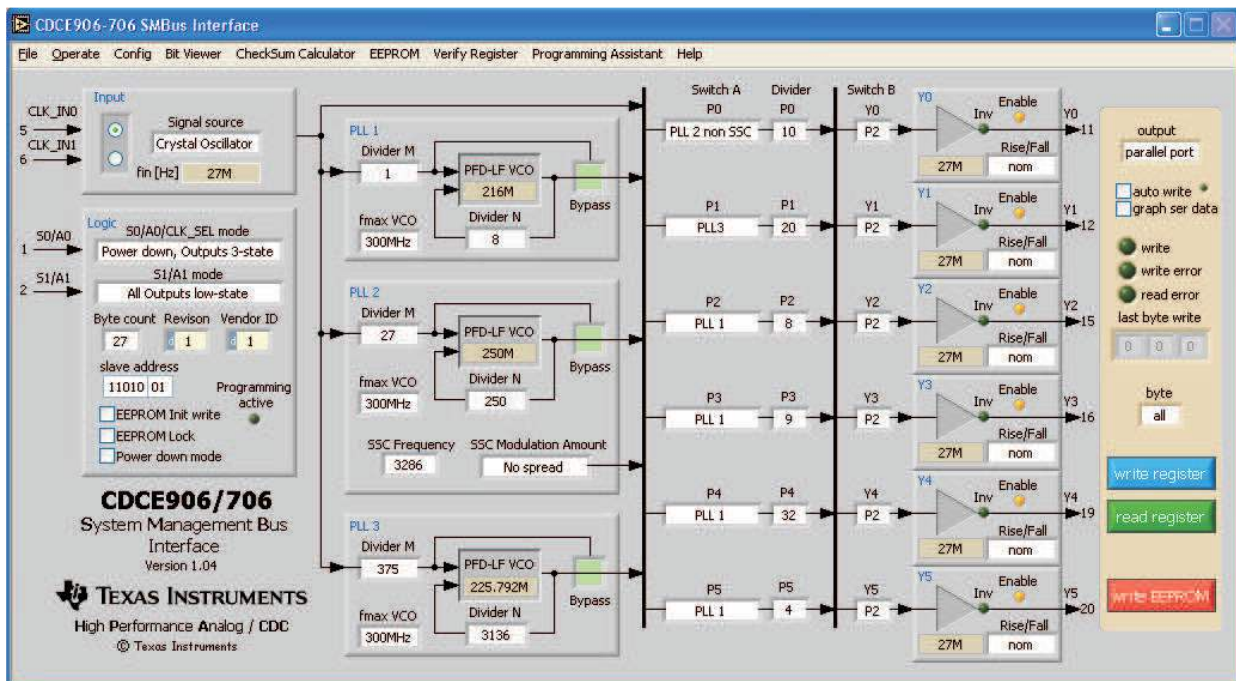 CDCE906-706 SMBus Interface
File Operate Config Bit Viewer CheckSum Calculator EEPROM Verify Register Programming Assistant Help
Input
CLK_IN0
5
CLK_IN1
6
Signal source
Crystal Oscillator
fin [Hz] 27M
Logic
S0/A0/CLK_SEL mode
S0/A0
1
Power down, Outputs 3-state
S1/A1 mode
S1/A1
2
All Outputs low-state
Byte count Revison Vendor ID
27 d 1 d 1
slave address
11010 01
Programming
active
EEPROM Init write
EEPROM Lock
Power down mode
CDCE906/706
System Management Bus
Interface
Version 1.04
TEXAS INSTRUMENTS
High Performance Analog / CDC
© Texas Instruments
PLL 1
Divider M
1
PFD-LF VCO
216M
Bypass
fmax VCO
300MHz
Divider N
8
PLL 2
Divider M
27
PFD-LF VCO
250M
Bypass
fmax VCO
300MHz
Divider N
250
SSC Frequency SSC Modulation Amount
3286 No spread
PLL 3
Divider M
375
PFD-LF VCO
225.792M
Bypass
fmax VCO
300MHz
Divider N
3136
Switch A Divider Switch B
P0 P0 Y0
PLL 2 non SSC 10 P2
P1 P1 Y1
PLL3 20 P2
P2 P2 Y2
PLL 1 8 P2
P3 P3 Y3
PLL 1 9 P2
P4 P4 Y4
PLL 1 32 P2
P5 P5 Y5
PLL 1 4 P2
Y0 Enable
Inv Y0
11
Rise/Fall
27M nom
Y1 Enable
Inv Y1
12
Rise/Fall
27M nom
Y2 Enable
Inv Y2
15
Rise/Fall
27M nom
Y3 Enable
Inv Y3
16
Rise/Fall
27M nom
Y4 Enable
Inv Y4
19
Rise/Fall
27M nom
Y5 Enable
Inv Y5
20
Rise/Fall
27M nom
output
parallel port
auto write
graph ser data
write
write error
read error
last byte write
0 0 0
byte
all
write register
read register
write EEPROM